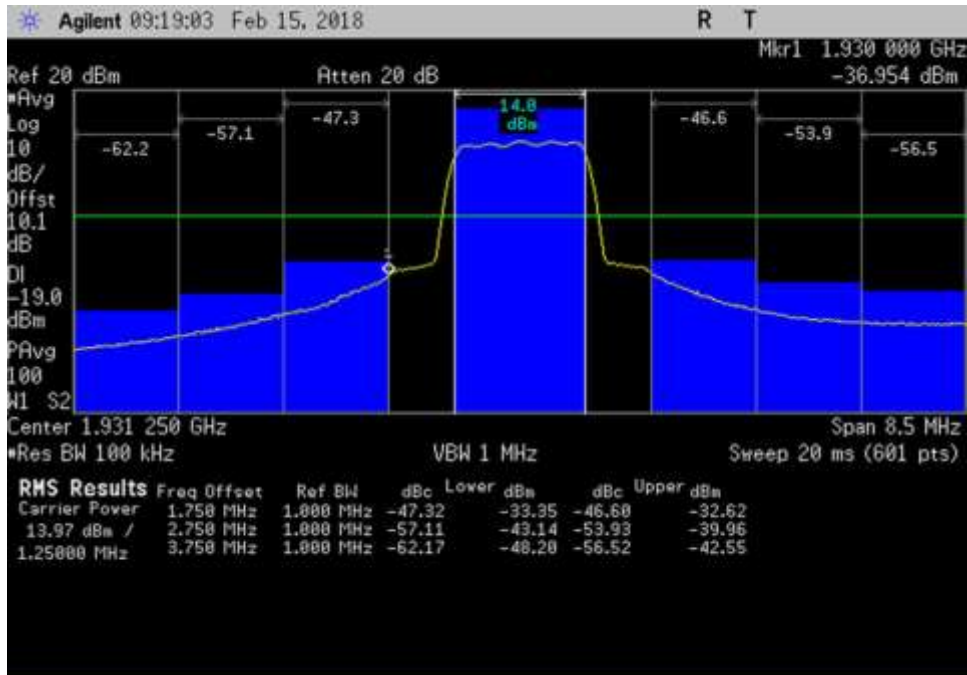 Agilent 09:19:03 Feb 15, 2018 R T
Mkr1 1.930 000 GHz
Ref 20 dBm Atten 20 dB -36.954 dBm
#Avg
Log
10
dB/
Offst
10.1
dB
DI
-19.0
dBm
PAvg
100
W1 S2
-62.2 -57.1 -47.3 14.0 dBm -46.6 -53.9 -56.5
1
Center 1.931 250 GHz Span 8.5 MHz
#Res BW 100 kHz VBW 1 MHz Sweep 20 ms (601 pts)
RMS Results Freq Offset Ref BW dBc Lower dBm dBc Upper dBm
Carrier Power 1.750 MHz 1.000 MHz -47.32 -33.35 -46.60 -32.62
13.97 dBm / 2.750 MHz 1.000 MHz -57.11 -43.14 -53.93 -39.96
1.25000 MHz 3.750 MHz 1.000 MHz -62.17 -48.20 -56.52 -42.55